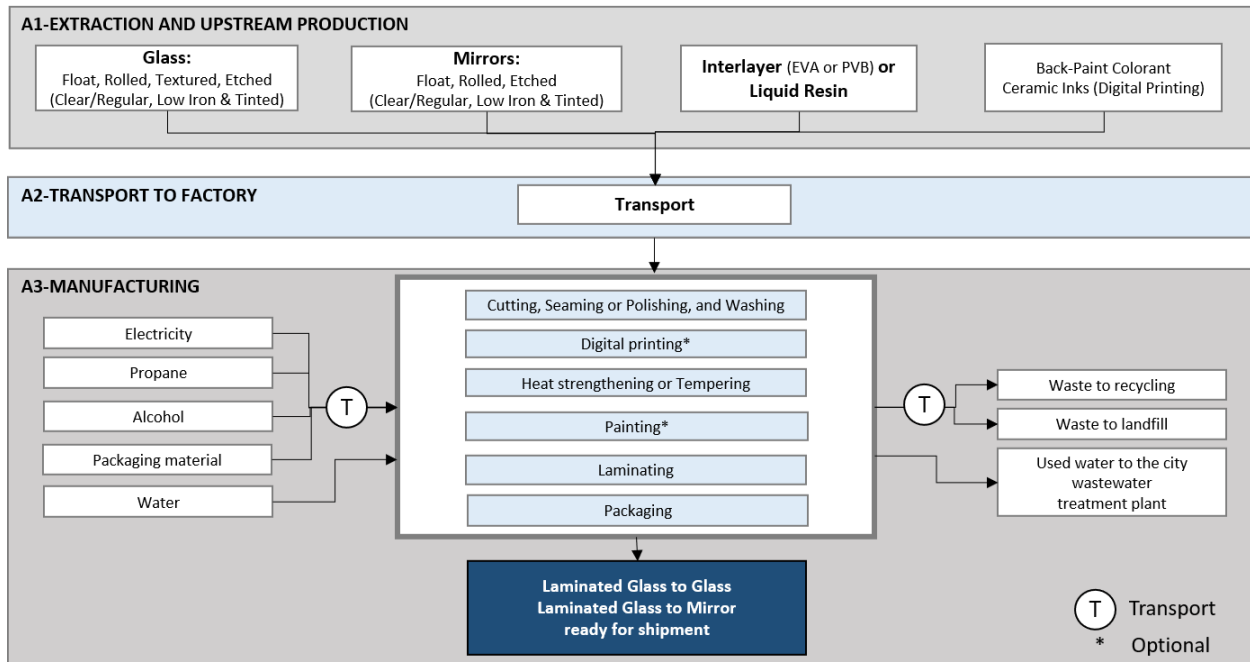 A1-EXTRACTION AND UPSTREAM PRODUCTION
Glass:
Float, Rolled, Textured, Etched
(Clear/Regular, Low Iron & Tinted)
Mirrors:
Float, Rolled, Etched
(Clear/Regular, Low Iron & Tinted)
Interlayer (EVA or PVB) or
Liquid Resin
Back-Paint Colorant
Ceramic Inks (Digital Printing)
A2-TRANSPORT TO FACTORY
Transport
A3-MANUFACTURING
Electricity
Propane
Alcohol
Packaging material
Water
T
Cutting, Seaming or Polishing, and Washing
Digital printing*
Heat strengthening or Tempering
Painting*
Laminating
Packaging
T
Waste to recycling
Waste to landfill
Used water to the city
wastewater
treatment plant
Laminated Glass to Glass
Laminated Glass to Mirror
ready for shipment
T Transport
* Optional